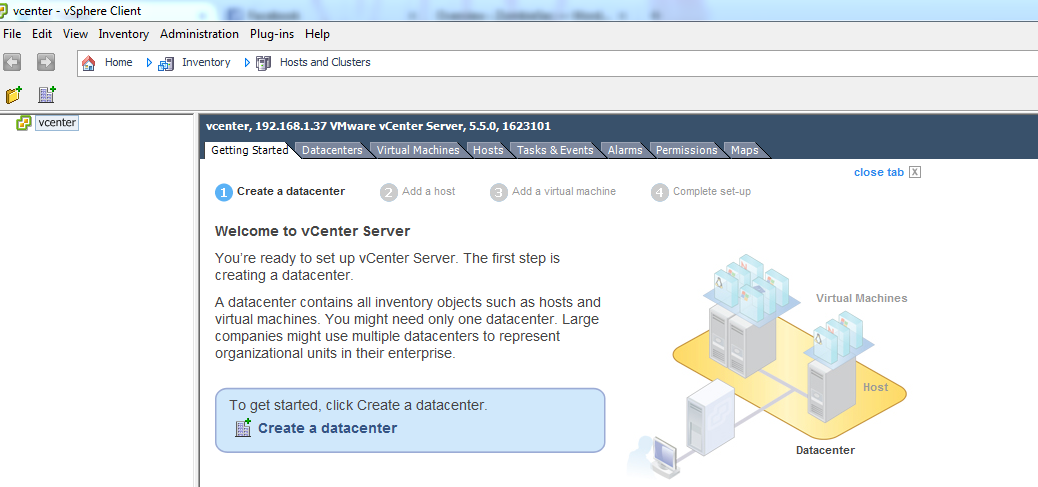 vcenter - vSphere Client
File Edit View Inventory Administration Plug-ins Help
Home Inventory Hosts and Clusters
vcenter
vcenter, 192.168.1.37 VMware vCenter Server, 5.5.0, 1623101
Getting Started Datacenters Virtual Machines Hosts Tasks & Events Alarms Permissions Maps
close tab X
1 Create a datacenter 2 Add a host 3 Add a virtual machine 4 Complete set-up
Welcome to vCenter Server
You're ready to set up vCenter Server. The first step is
creating a datacenter.
A datacenter contains all inventory objects such as hosts and
virtual machines. You might need only one datacenter. Large
companies might use multiple datacenters to represent
organizational units in their enterprise.
To get started, click Create a datacenter.
Create a datacenter
Virtual Machines
Host
Datacenter